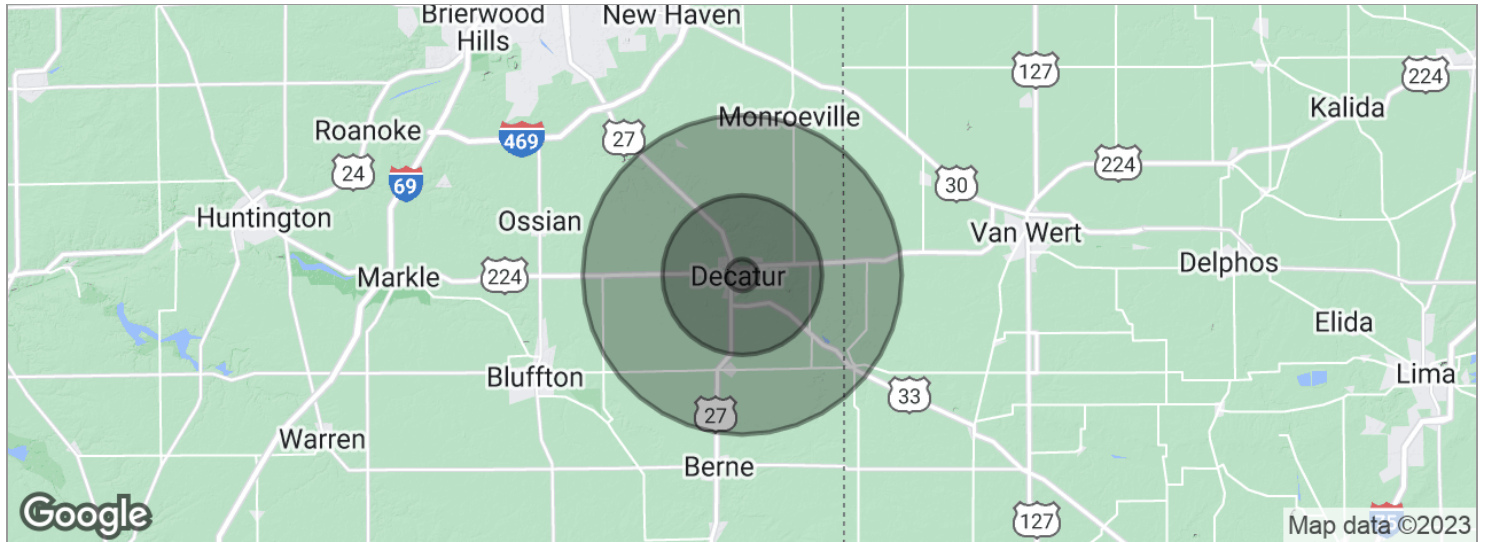 Brierwood
Hills
New Haven
127
224
Kalida
Roanoke
469
27
Monroeville
24
69
30
224
Huntington
Ossian
Van Wert
Markle
224
Decatur
Delphos
Elida
Bluffton
Lima
33
27
Warren
Berne
Google
127
75
Map data ©2023